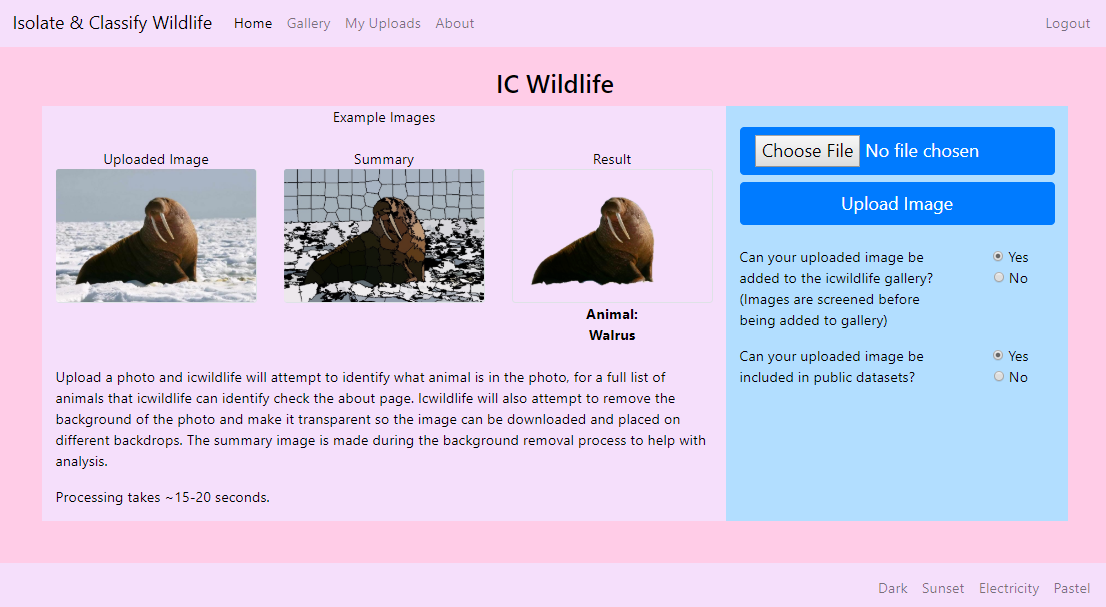 Isolate & Classify Wildlife Home Gallery My Uploads About Logout
IC Wildlife
Example Images
Uploaded Image Summary Result
Animal:
Walrus
Upload a photo and icwildlife will attempt to identify what animal is in the photo, for a full list of
animals that icwildlife can identify check the about page. Icwildlife will also attempt to remove the
background of the photo and make it transparent so the image can be downloaded and placed on
different backdrops. The summary image is made during the background removal process to help with
analysis.
Processing takes ~15-20 seconds.
Choose File No file chosen
Upload Image
Can your uploaded image be Yes
added to the icwildlife gallery? No
(Images are screened before
being added to gallery)
Can your uploaded image be Yes
included in public datasets? No
Dark Sunset Electricity Pastel